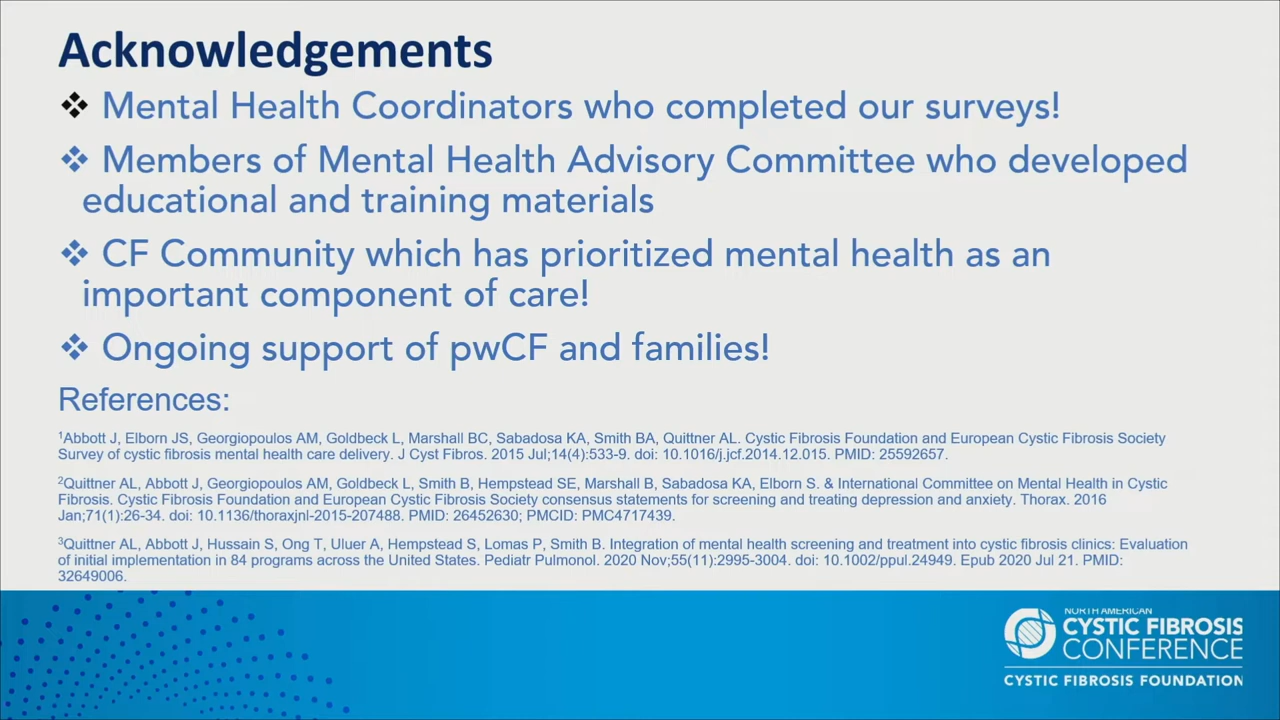 Acknowledgements
❖ Mental Health Coordinators who completed our surveys!
❖ Members of Mental Health Advisory Committee who developed
educational and training materials
❖ CF Community which has prioritized mental health as an
important component of care!
❖ Ongoing support of pwCF and families!
References:
¹Abbott J, Elborn JS, Georgiopoulos AM, Goldbeck L, Marshall BC, Sabadosa KA, Smith BA, Quittner AL. Cystic Fibrosis Foundation and European Cystic Fibrosis Society
Survey of cystic fibrosis mental health care delivery. J Cyst Fibros. 2015 Jul;14(4):533-9. doi: 10.1016/j.jcf.2014.12.015. PMID: 25592657.
²Quittner AL, Abbott J, Georgiopoulos AM, Goldbeck L, Smith B, Hempstead SE, Marshall B, Sabadosa KA, Elborn S. & International Committee on Mental Health in Cystic
Fibrosis. Cystic Fibrosis Foundation and European Cystic Fibrosis Society consensus statements for screening and treating depression and anxiety. Thorax. 2016
Jan;71(1):26-34. doi: 10.1136/thoraxjnl-2015-207488. PMID: 26452630; PMCID: PMC4717439.
³Quittner AL, Abbott J, Hussain S, Ong T, Uluer A, Hempstead S, Lomas P, Smith B. Integration of mental health screening and treatment into cystic fibrosis clinics: Evaluation
of initial implementation in 84 programs across the United States. Pediatr Pulmonol. 2020 Nov;55(11):2995-3004. doi: 10.1002/ppul.24949. Epub 2020 Jul 21. PMID:
32649006.
NORTH AMERICAN
CYSTIC FIBROSIS
CONFERENCE
CYSTIC FIBROSIS FOUNDATION